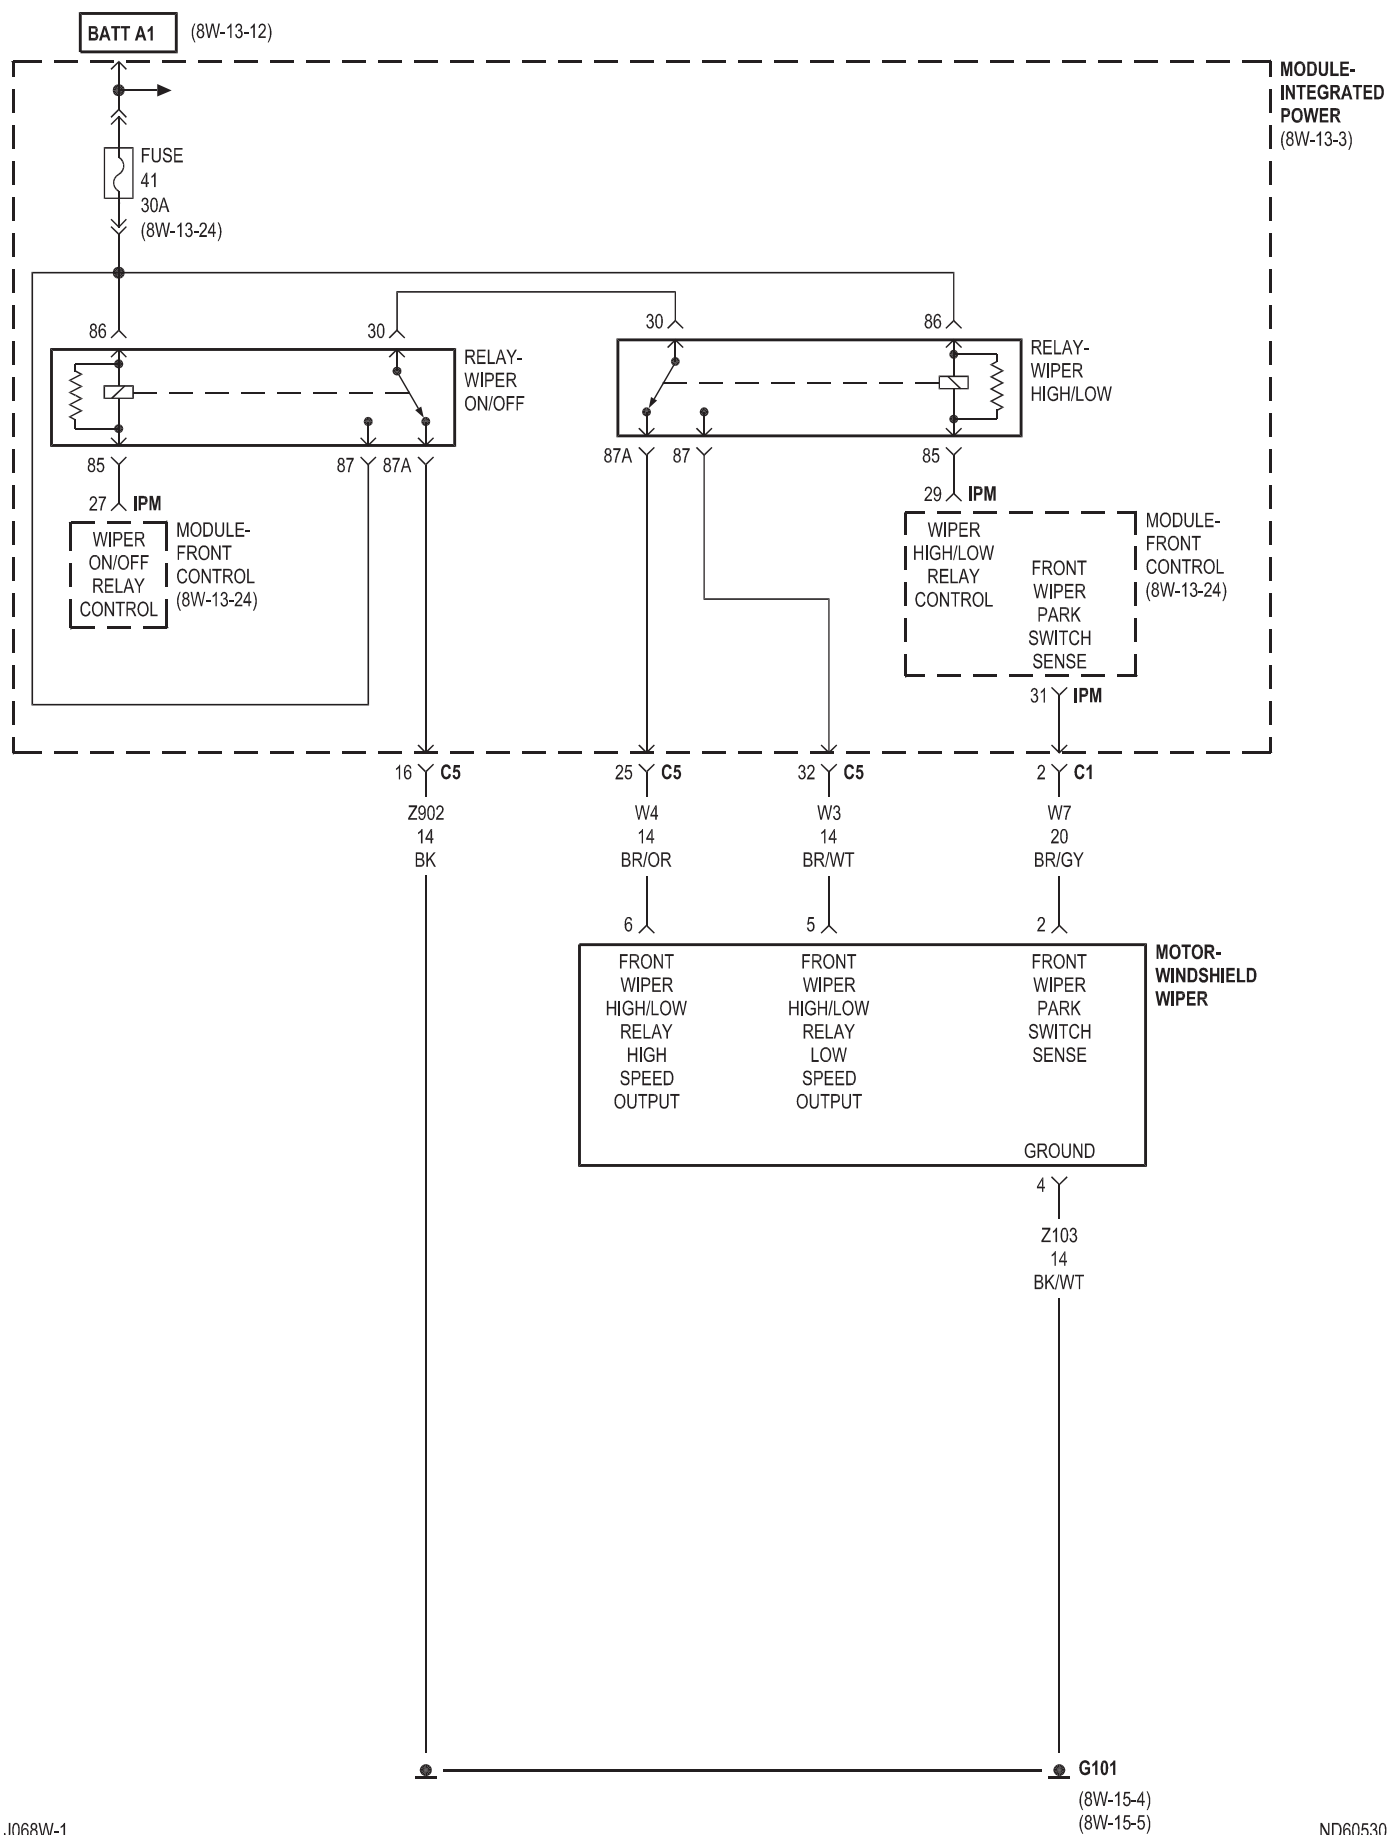 BATT A1 (8W-13-12)
MODULE-
INTEGRATED
POWER
(8W-13-3)
FUSE
41
30A
(8W-13-24)
86 30 30 86
RELAY-
WIPER
ON/OFF
RELAY-
WIPER
HIGH/LOW
85 87 87A 87A 87 85
27 IPM
29 IPM
WIPER
ON/OFF
RELAY
CONTROL
MODULE-
FRONT
CONTROL
(8W-13-24)
WIPER
HIGH/LOW
RELAY
CONTROL
FRONT
WIPER
PARK
SWITCH
SENSE
MODULE-
FRONT
CONTROL
(8W-13-24)
31 IPM
16 C5 25 C5 32 C5 2 C1
Z902 W4 W3 W7
14 14 14 20
BK BR/OR BR/WT BR/GY
6 5 2
FRONT
WIPER
HIGH/LOW
RELAY
HIGH
SPEED
OUTPUT
FRONT
WIPER
HIGH/LOW
RELAY
LOW
SPEED
OUTPUT
FRONT
WIPER
PARK
SWITCH
SENSE
MOTOR-
WINDSHIELD
WIPER
GROUND
4
Z103
14
BK/WT
G101
(8W-15-4)
(8W-15-5)
J068W-1 ND60530